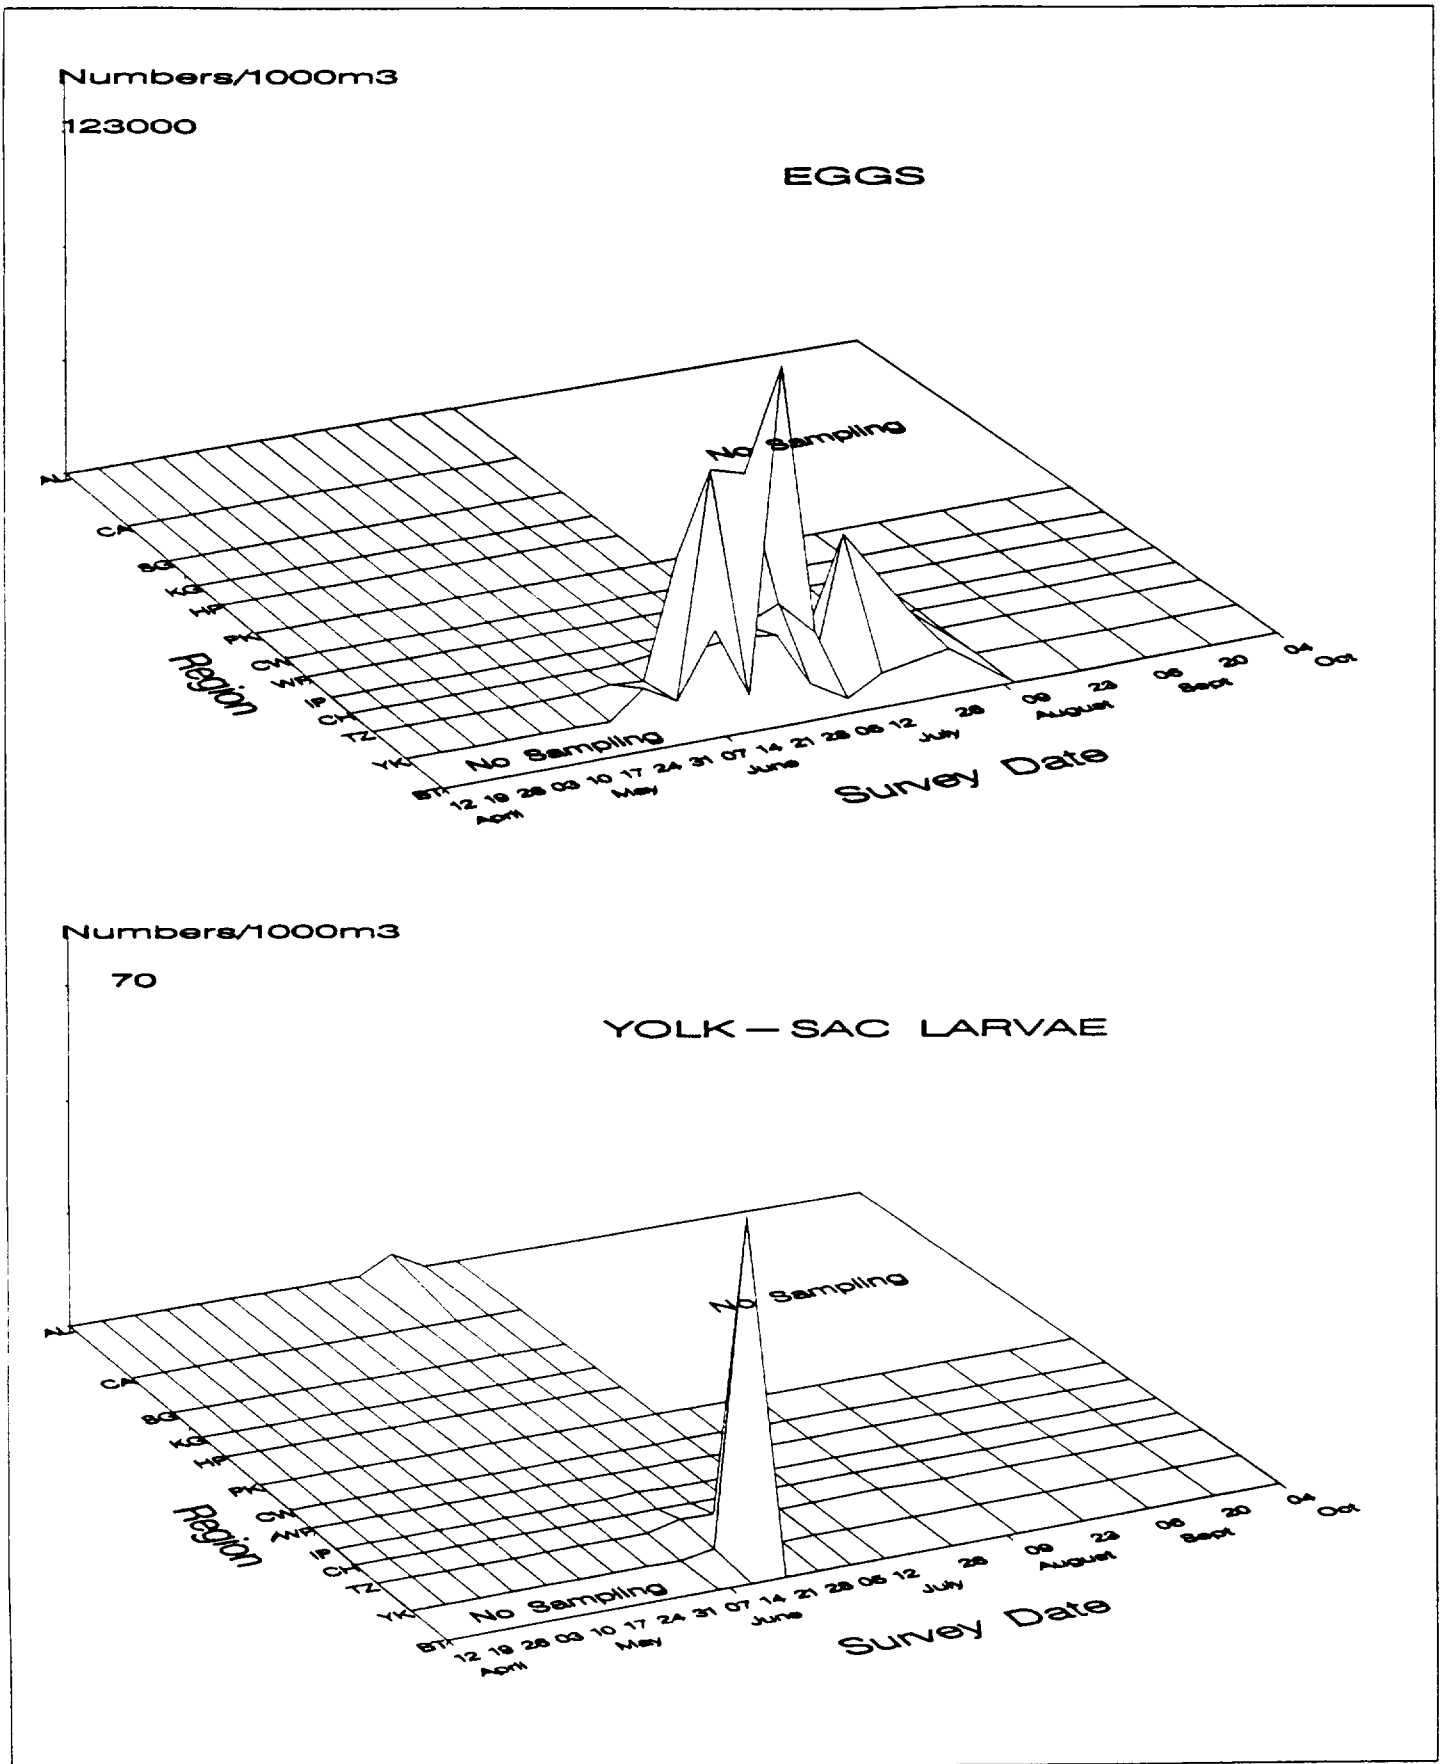 Numbers/1000m3
123000
EGGS
No Sampling
AL
CA
SG
KG
HP
PK
CW
WP
IP
CH
TZ
YK
BT
Region
No Sampling
12 19 26 03 10 17 24 31 07 14 21 28 05 12 26 09 23 06 20 04
April May June July August Sept Oct
Survey Date
Numbers/1000m3
70
YOLK-SAC LARVAE
No Sampling
AL
CA
SG
KG
HP
PK
CW
WP
IP
CH
TZ
YK
BT
Region
No Sampling
12 19 26 03 10 17 24 31 07 14 21 28 05 12 26 09 23 06 20 04
April May June July August Sept Oct
Survey Date